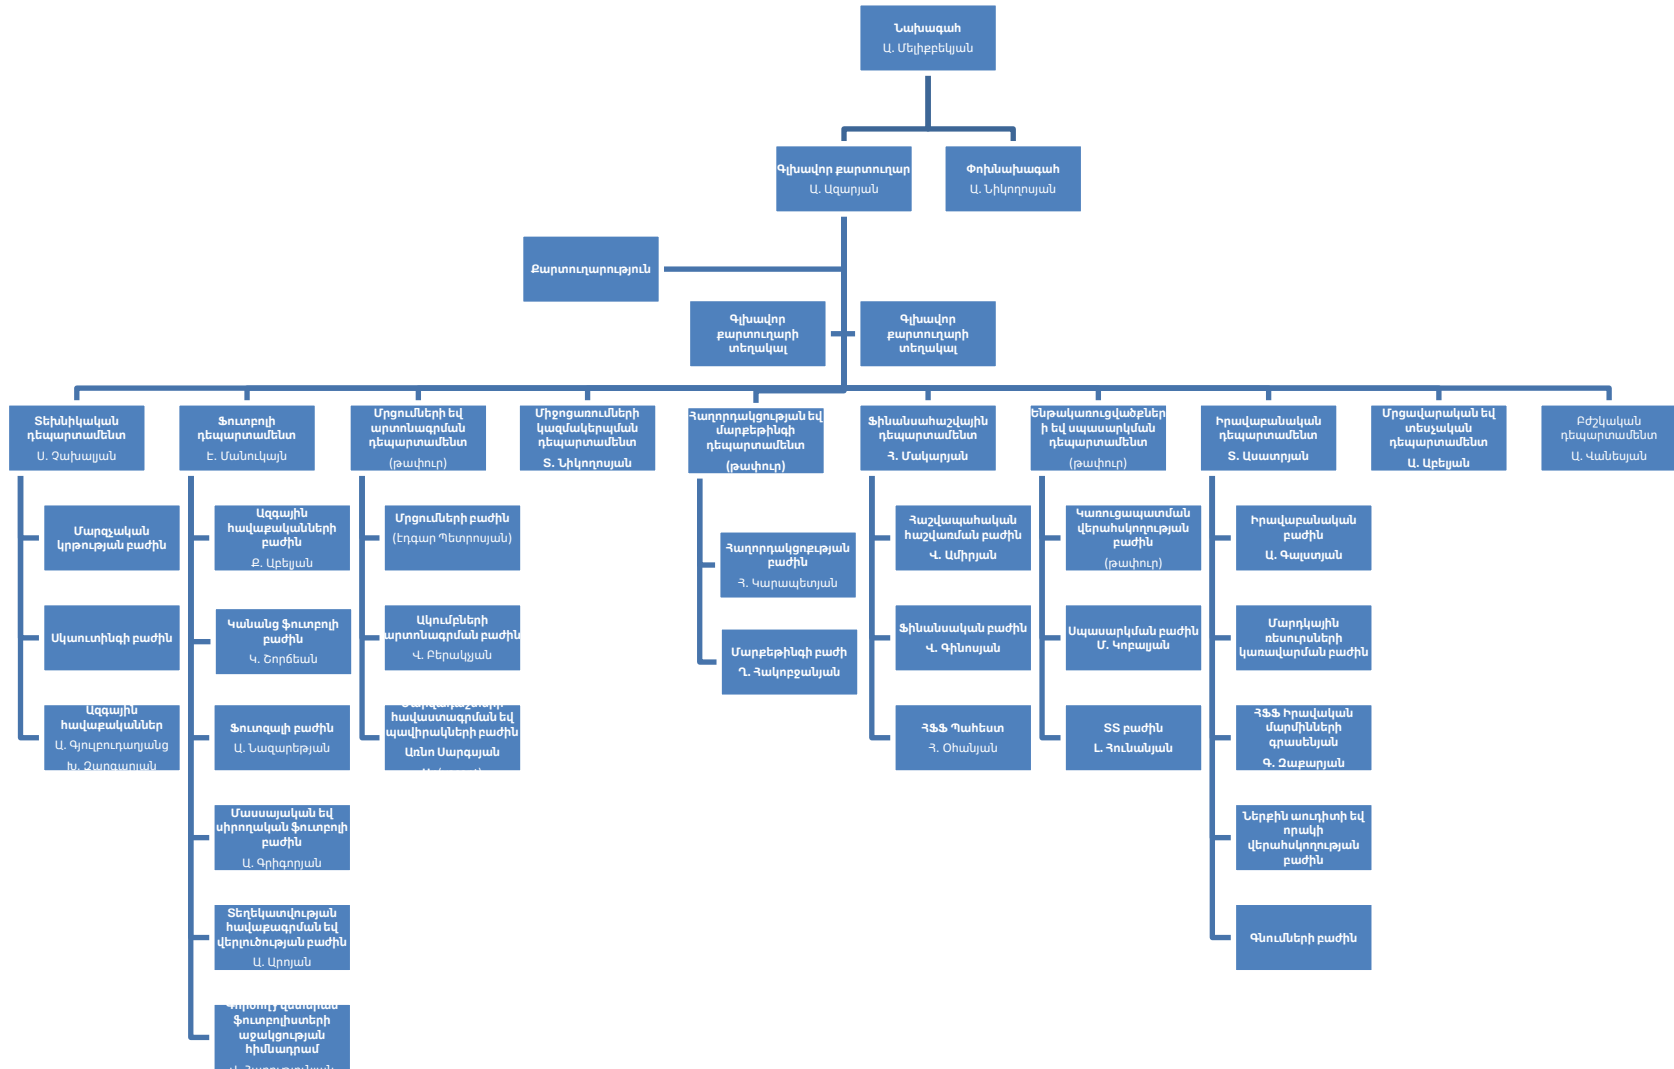 Նախագահ
Ա. Մելիքբեկյան
Գլխավոր քարտուղար
Ա. Ազարյան
Փոխնախագահ
Ա. Նիկողոսյան
Քարտուղարություն
Գլխավոր
քարտուղարի
տեղակալ
Գլխավոր
քարտուղարի
տեղակալ
Տեխնիկական
դեպարտամենտ
Ս. Չախալյան
Ֆուտբոլի
դեպարտամենտ
Է. Մանուկայն
Մրցումների եվ
արտոնագրման
դեպարտամենտ
(թափուր)
Միջոցառումների
կազմակերպման
դեպարտամենտ
Տ. Նիկողոսյան
Հաղորդակցության եվ
մարքեթինգի
դեպարտամենտ
(թափուր)
Ֆինանսահաշվային
դեպարտամենտ
Հ. Մակարյան
Ենթակառուցվածքներ
ի եվ սպասարկման
դեպարտամենտ
(թափուր)
Իրավաբանական
դեպարտամենտ
Տ. Ասատրյան
Մրցավարական եվ
տեսչական
դեպարտամենտ
Ա. Աբելյան
Բժշկական
դեպարտամենտ
Ա. Վանեսյան
Մարզչական
կրթության բաժին
Սկաուտինգի բաժին
Ազգային
հավաքականներ
Ա. Գյուլբուդաղյանց
Խ. Զարգարյան
Ազգային
հավաքականների
բաժին
Ք. Աբելյան
Կանանց ֆուտբոլի
բաժին
Կ. Շորճեան
Ֆուտզալի բաժին
Ա. Նազարեթյան
Մասսայական եվ
սիրողական ֆուտբոլի
բաժին
Ա. Գրիգորյան
Տեղեկատվության
հավաքագրման եվ
վերլուծության բաժին
Ա. Արոյան
ֆուտբոլիստերի
աջակցության
հիմնադրամ
Մրցումների բաժին
(Էդգար Պետրոսյան)
Ակումբների
արտոնագրման բաժին
Վ. Բերակչյան
հավաստագրման եվ
պավիրակների բաժին
Առնո Սարգսյան
Հաղորդակցոքւթյան
բաժին
Հ. Կարապետյան
Մարքեթինգի բաժի
Ղ. Հակոբջանյան
Հաշվապահական
հաշվառման բաժին
Վ. Ամիրյան
Ֆինանսական բաժին
Վ. Գինոսյան
ՀՖՖ Պահեստ
Հ. Օհանյան
Կառուցապատման
վերահսկողության
բաժին
(թափուր)
Սպասարկման բաժին
Մ. Կոբալյան
ՏՏ բաժին
Լ. Հունանյան
Իրավաբանական
բաժին
Ա. Գալստյան
Մարդկային
ռեսուրսների
կառավարման բաժին
ՀՖՖ Իրավական
մարմինների
գրասենյան
Գ. Զաքարյան
Ներքին աուդիտի եվ
որակի
վերահսկողության
բաժին
Գնումների բաժին